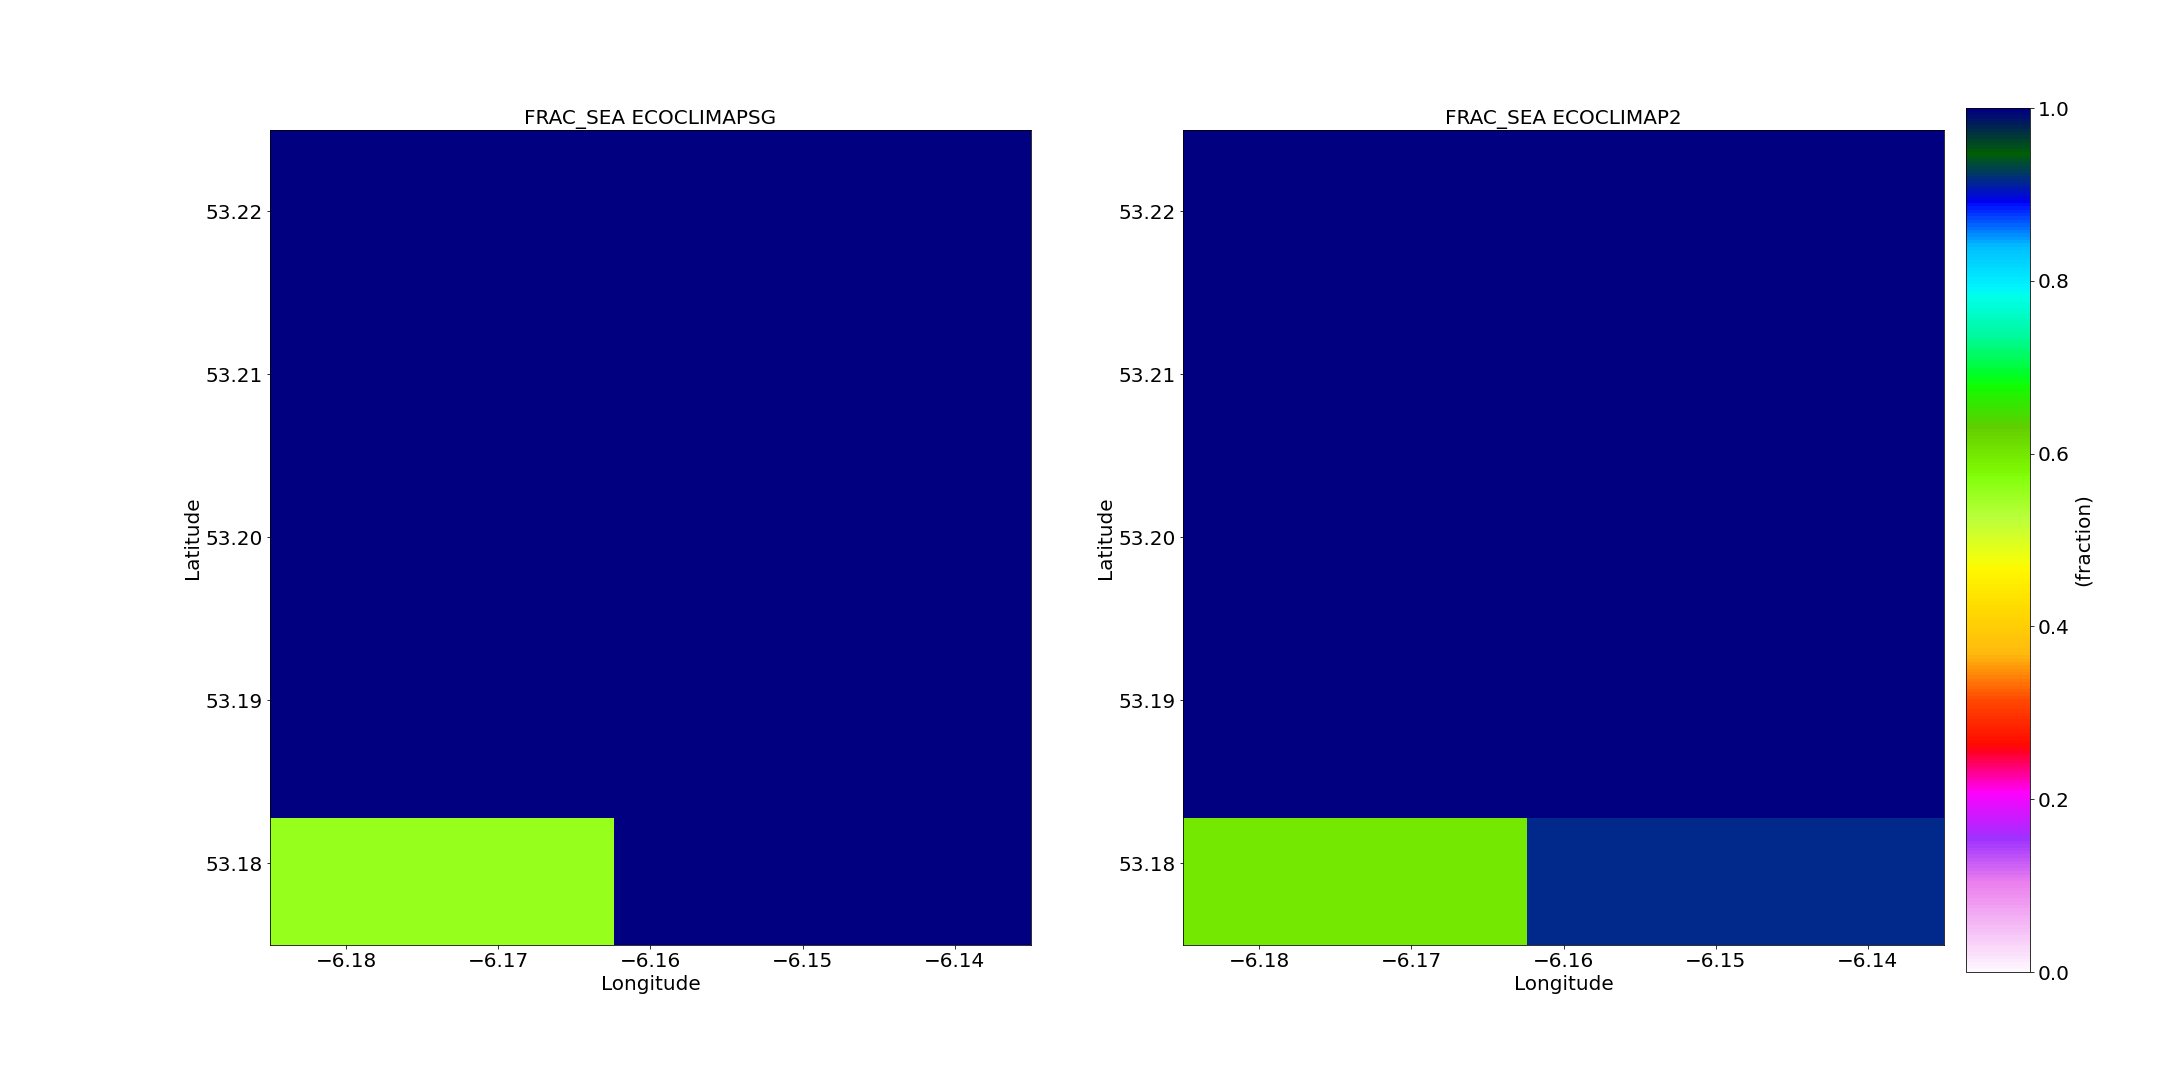 FRAC_SEA ECOCLIMAPSG
53.22
53.21
53.20
53.19
53.18
Latitude
−6.18 −6.17 −6.16 −6.15 −6.14
Longitude
FRAC_SEA ECOCLIMAP2
53.22
53.21
53.20
53.19
53.18
Latitude
−6.18 −6.17 −6.16 −6.15 −6.14
Longitude
1.0
0.8
0.6
0.4
0.2
0.0
(fraction)